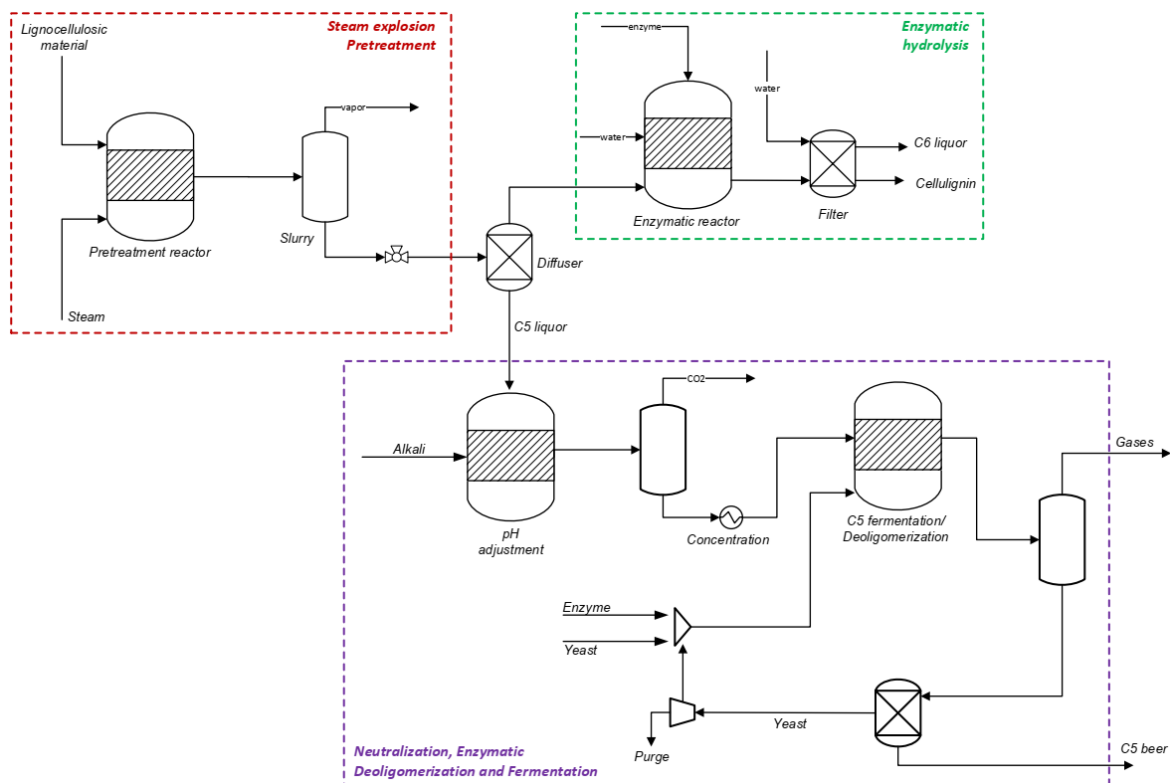 Lignocellulosic
material
Steam explosion
Pretreatment
vapor
Pretreatment reactor
Slurry
Steam
enzyme
Enzymatic
hydrolysis
water
water
C6 liquor
Cellulignin
Enzymatic reactor
Filter
Diffuser
C5 liquor
CO2
Alkali
Gases
pH
adjustment
Concentration
C5 fermentation/
Deoligomerization
Enzyme
Yeast
Yeast
Purge
C5 beer
Neutralization, Enzymatic
Deoligomerization and Fermentation